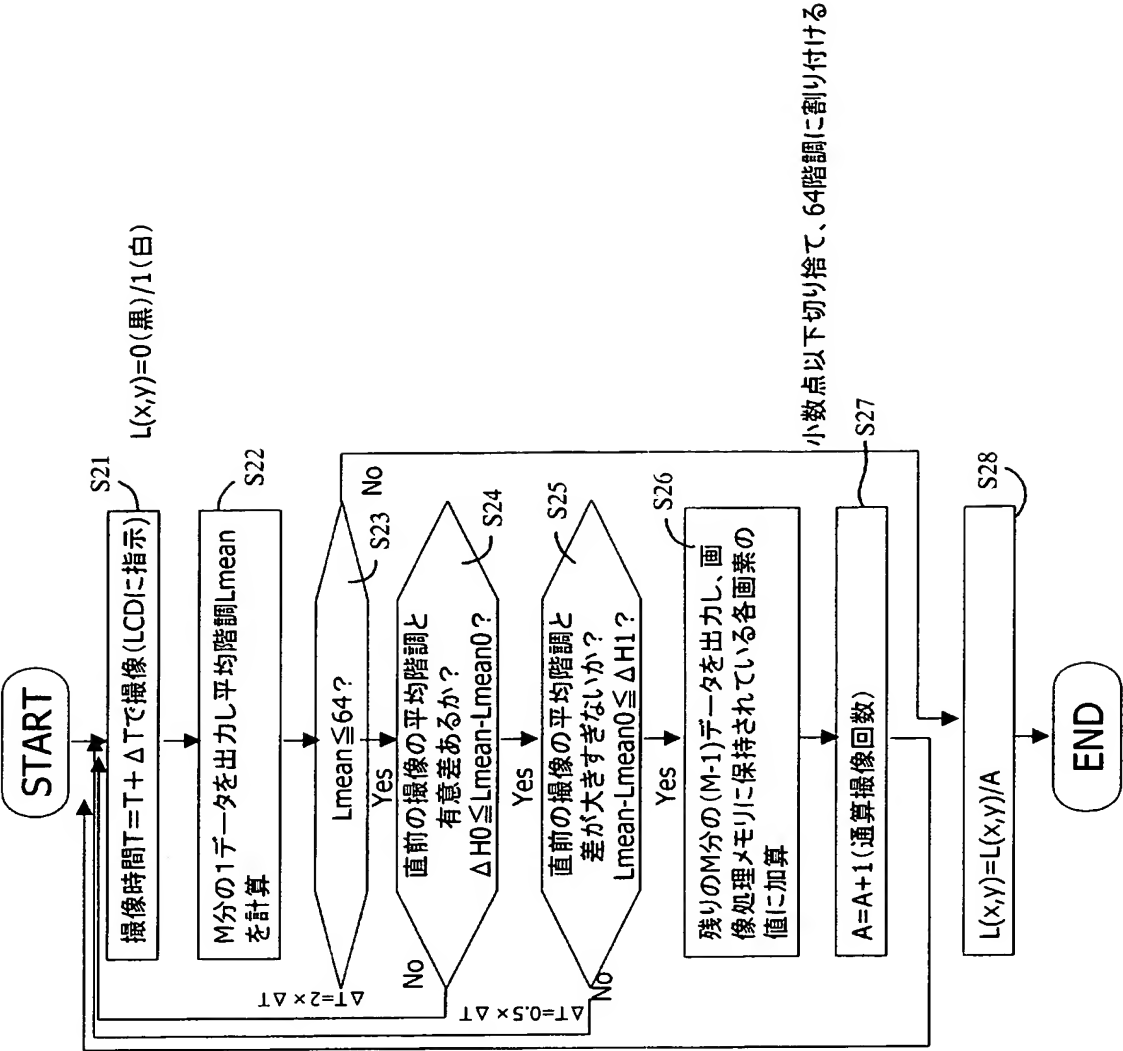 START
S21
撮像時間T=T+ΔTで撮像(LCDに指示)
L(x,y)=0(黒)/1(白)
S22
M分の1データを出力し平均階調Lmean
を計算
S23
Lmean≦64?
No
Yes
S24
直前の撮像の平均階調と
有意差あるか?
ΔH0≦Lmean-Lmean0?
No
ΔT=2×ΔT
Yes
S25
直前の撮像の平均階調と
差が大きすぎないか?
Lmean-Lmean0≦ΔH1?
No
ΔT=0.5×ΔT
Yes
S26
残りのM分の(M-1)データを出力し、画
像処理メモリに保持されている各画素の
値に加算
S27
A=A+1(通算撮像回数)
小数点以下切り捨て、64階調に割り付ける
S28
L(x,y)=L(x,y)/A
END